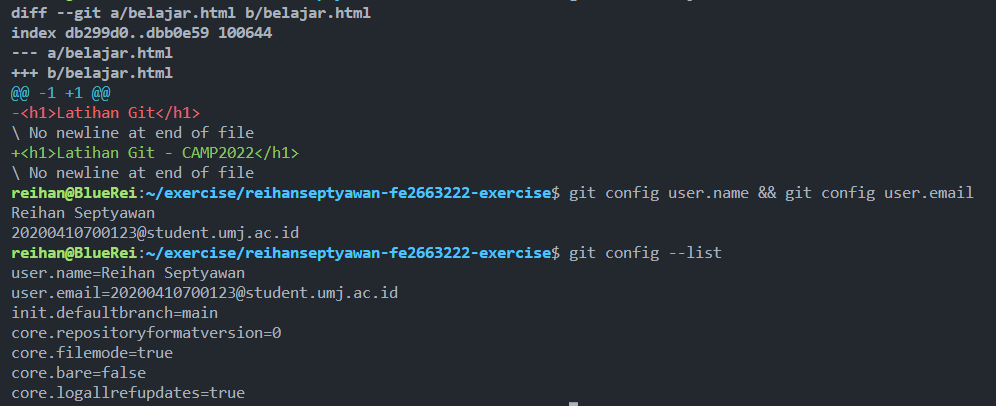 diff --git a/belajar.html b/belajar.html
index db299d0..dbb0e59 100644
--- a/belajar.html
+++ b/belajar.html
@@ -1 +1 @@
-<h1>Latihan Git</h1>
\ No newline at end of file
+<h1>Latihan Git - CAMP2022</h1>
\ No newline at end of file
reihan@BlueRei:~/exercise/reihanseptyawan-fe2663222-exercise$ git config user.name && git config user.email
Reihan Septyawan
20200410700123@student.umj.ac.id
reihan@BlueRei:~/exercise/reihanseptyawan-fe2663222-exercise$ git config --list
user.name=Reihan Septyawan
user.email=20200410700123@student.umj.ac.id
init.defaultbranch=main
core.repositoryformatversion=0
core.filemode=true
core.bare=false
core.logallrefupdates=true